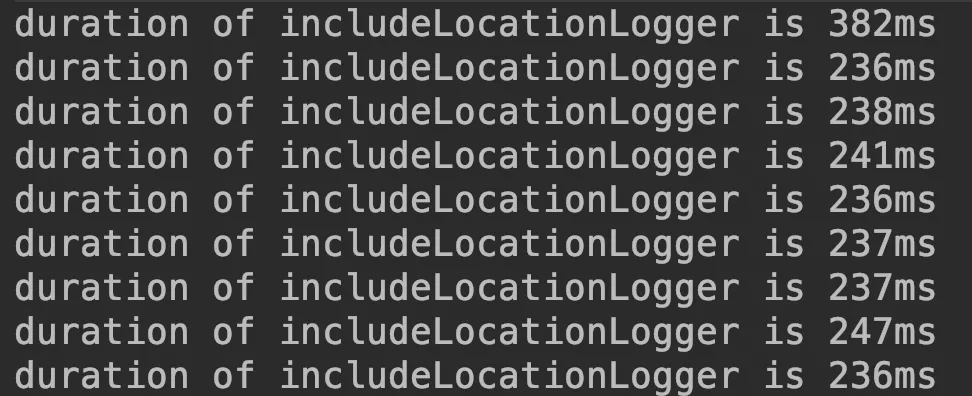 duration of includeLocationLogger is 382ms
duration of includeLocationLogger is 236ms
duration of includeLocationLogger is 238ms
duration of includeLocationLogger is 241ms
duration of includeLocationLogger is 236ms
duration of includeLocationLogger is 237ms
duration of includeLocationLogger is 237ms
duration of includeLocationLogger is 247ms
duration of includeLocationLogger is 236ms